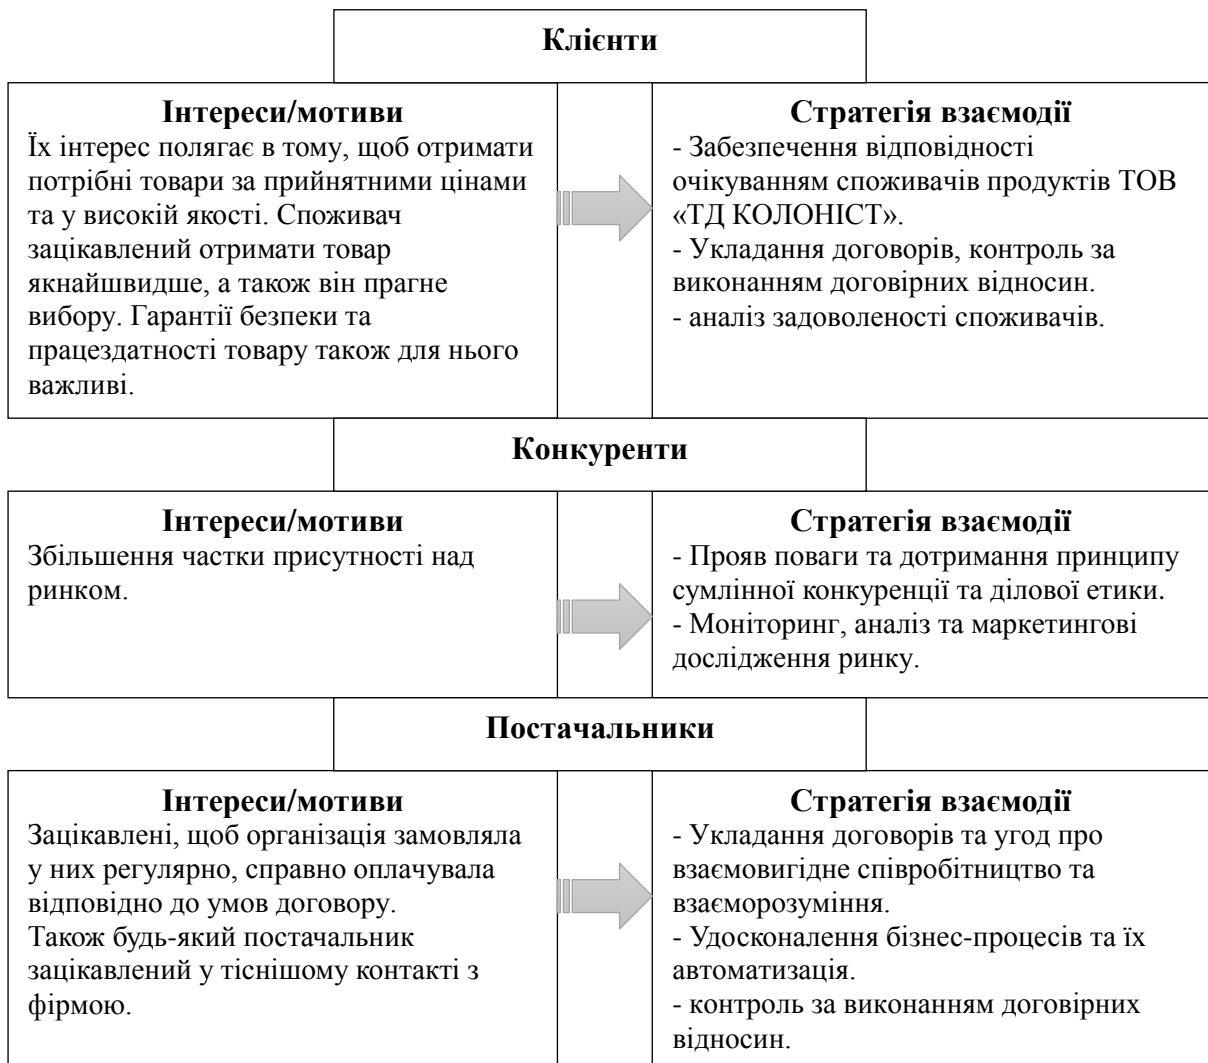 Клієнти
Інтереси/мотиви
Їх інтерес полягає в тому, щоб отримати
потрібні товари за прийнятними цінами
та у високій якості. Споживач
зацікавлений отримати товар
якнайшвидше, а також він прагне
вибору. Гарантії безпеки та
працездатності товару також для нього
важливі.
Стратегія взаємодії
- Забезпечення відповідності
очікуванням споживачів продуктів ТОВ
«ТД КОЛОНІСТ».
- Укладання договорів, контроль за
виконанням договірних відносин.
- аналіз задоволеності споживачів.
Конкуренти
Інтереси/мотиви
Збільшення частки присутності над
ринком.
Стратегія взаємодії
- Прояв поваги та дотримання принципу
сумлінної конкуренції та ділової етики.
- Моніторинг, аналіз та маркетингові
дослідження ринку.
Постачальники
Інтереси/мотиви
Зацікавлені, щоб організація замовляла
у них регулярно, справно оплачувала
відповідно до умов договору.
Також будь-який постачальник
зацікавлений у тіснішому контакті з
фірмою.
Стратегія взаємодії
- Укладання договорів та угод про
взаємовигідне співробітництво та
взаєморозуміння.
- Удосконалення бізнес-процесів та їх
автоматизація.
- контроль за виконанням договірних
відносин.